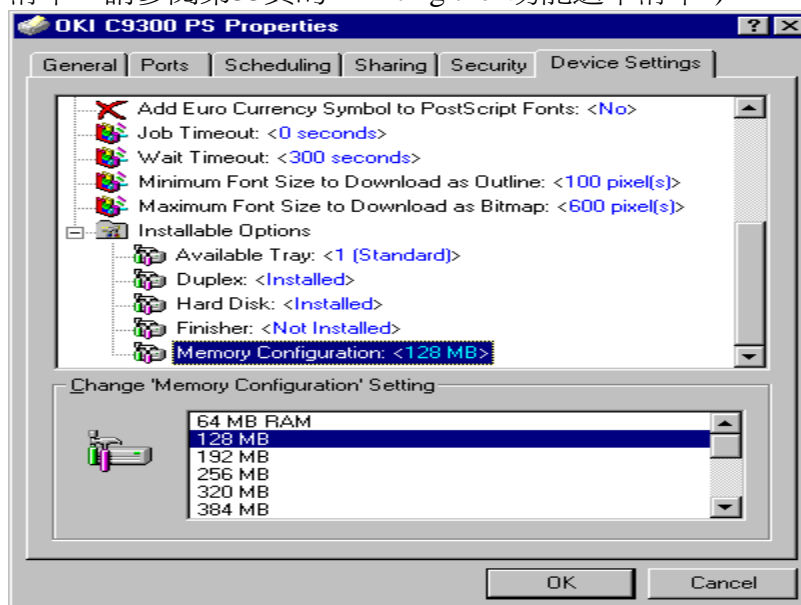 OKI C9300 PS Properties
General Ports Scheduling Sharing Security Device Settings
Add Euro Currency Symbol to PostScript Fonts: <No>
Job Timeout: <0 seconds>
Wait Timeout: <300 seconds>
Minimum Font Size to Download as Outline: <100 pixel(s)>
Maximum Font Size to Download as Bitmap: <600 pixel(s)>
Installable Options
Available Tray: <1 (Standard)>
Duplex: <Installed>
Hard Disk: <Installed>
Finisher: <Not Installed>
Memory Configuration: <128 MB>
Change 'Memory Configuration' Setting
64 MB RAM
128 MB
192 MB
256 MB
320 MB
384 MB
OK Cancel